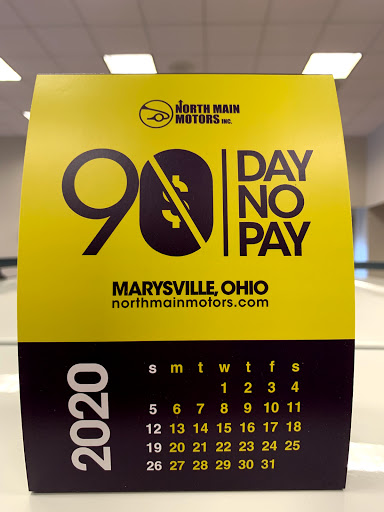 NORTH MAIN
MOTORS INC.
90
DAY
NO
PAY
MARYSVILLE, OHIO
northmainmotors.com
2020
s m t w t f s
1 2 3 4
5 6 7 8 9 10 11
12 13 14 15 16 17 18
19 20 21 22 23 24 25
26 27 28 29 30 31